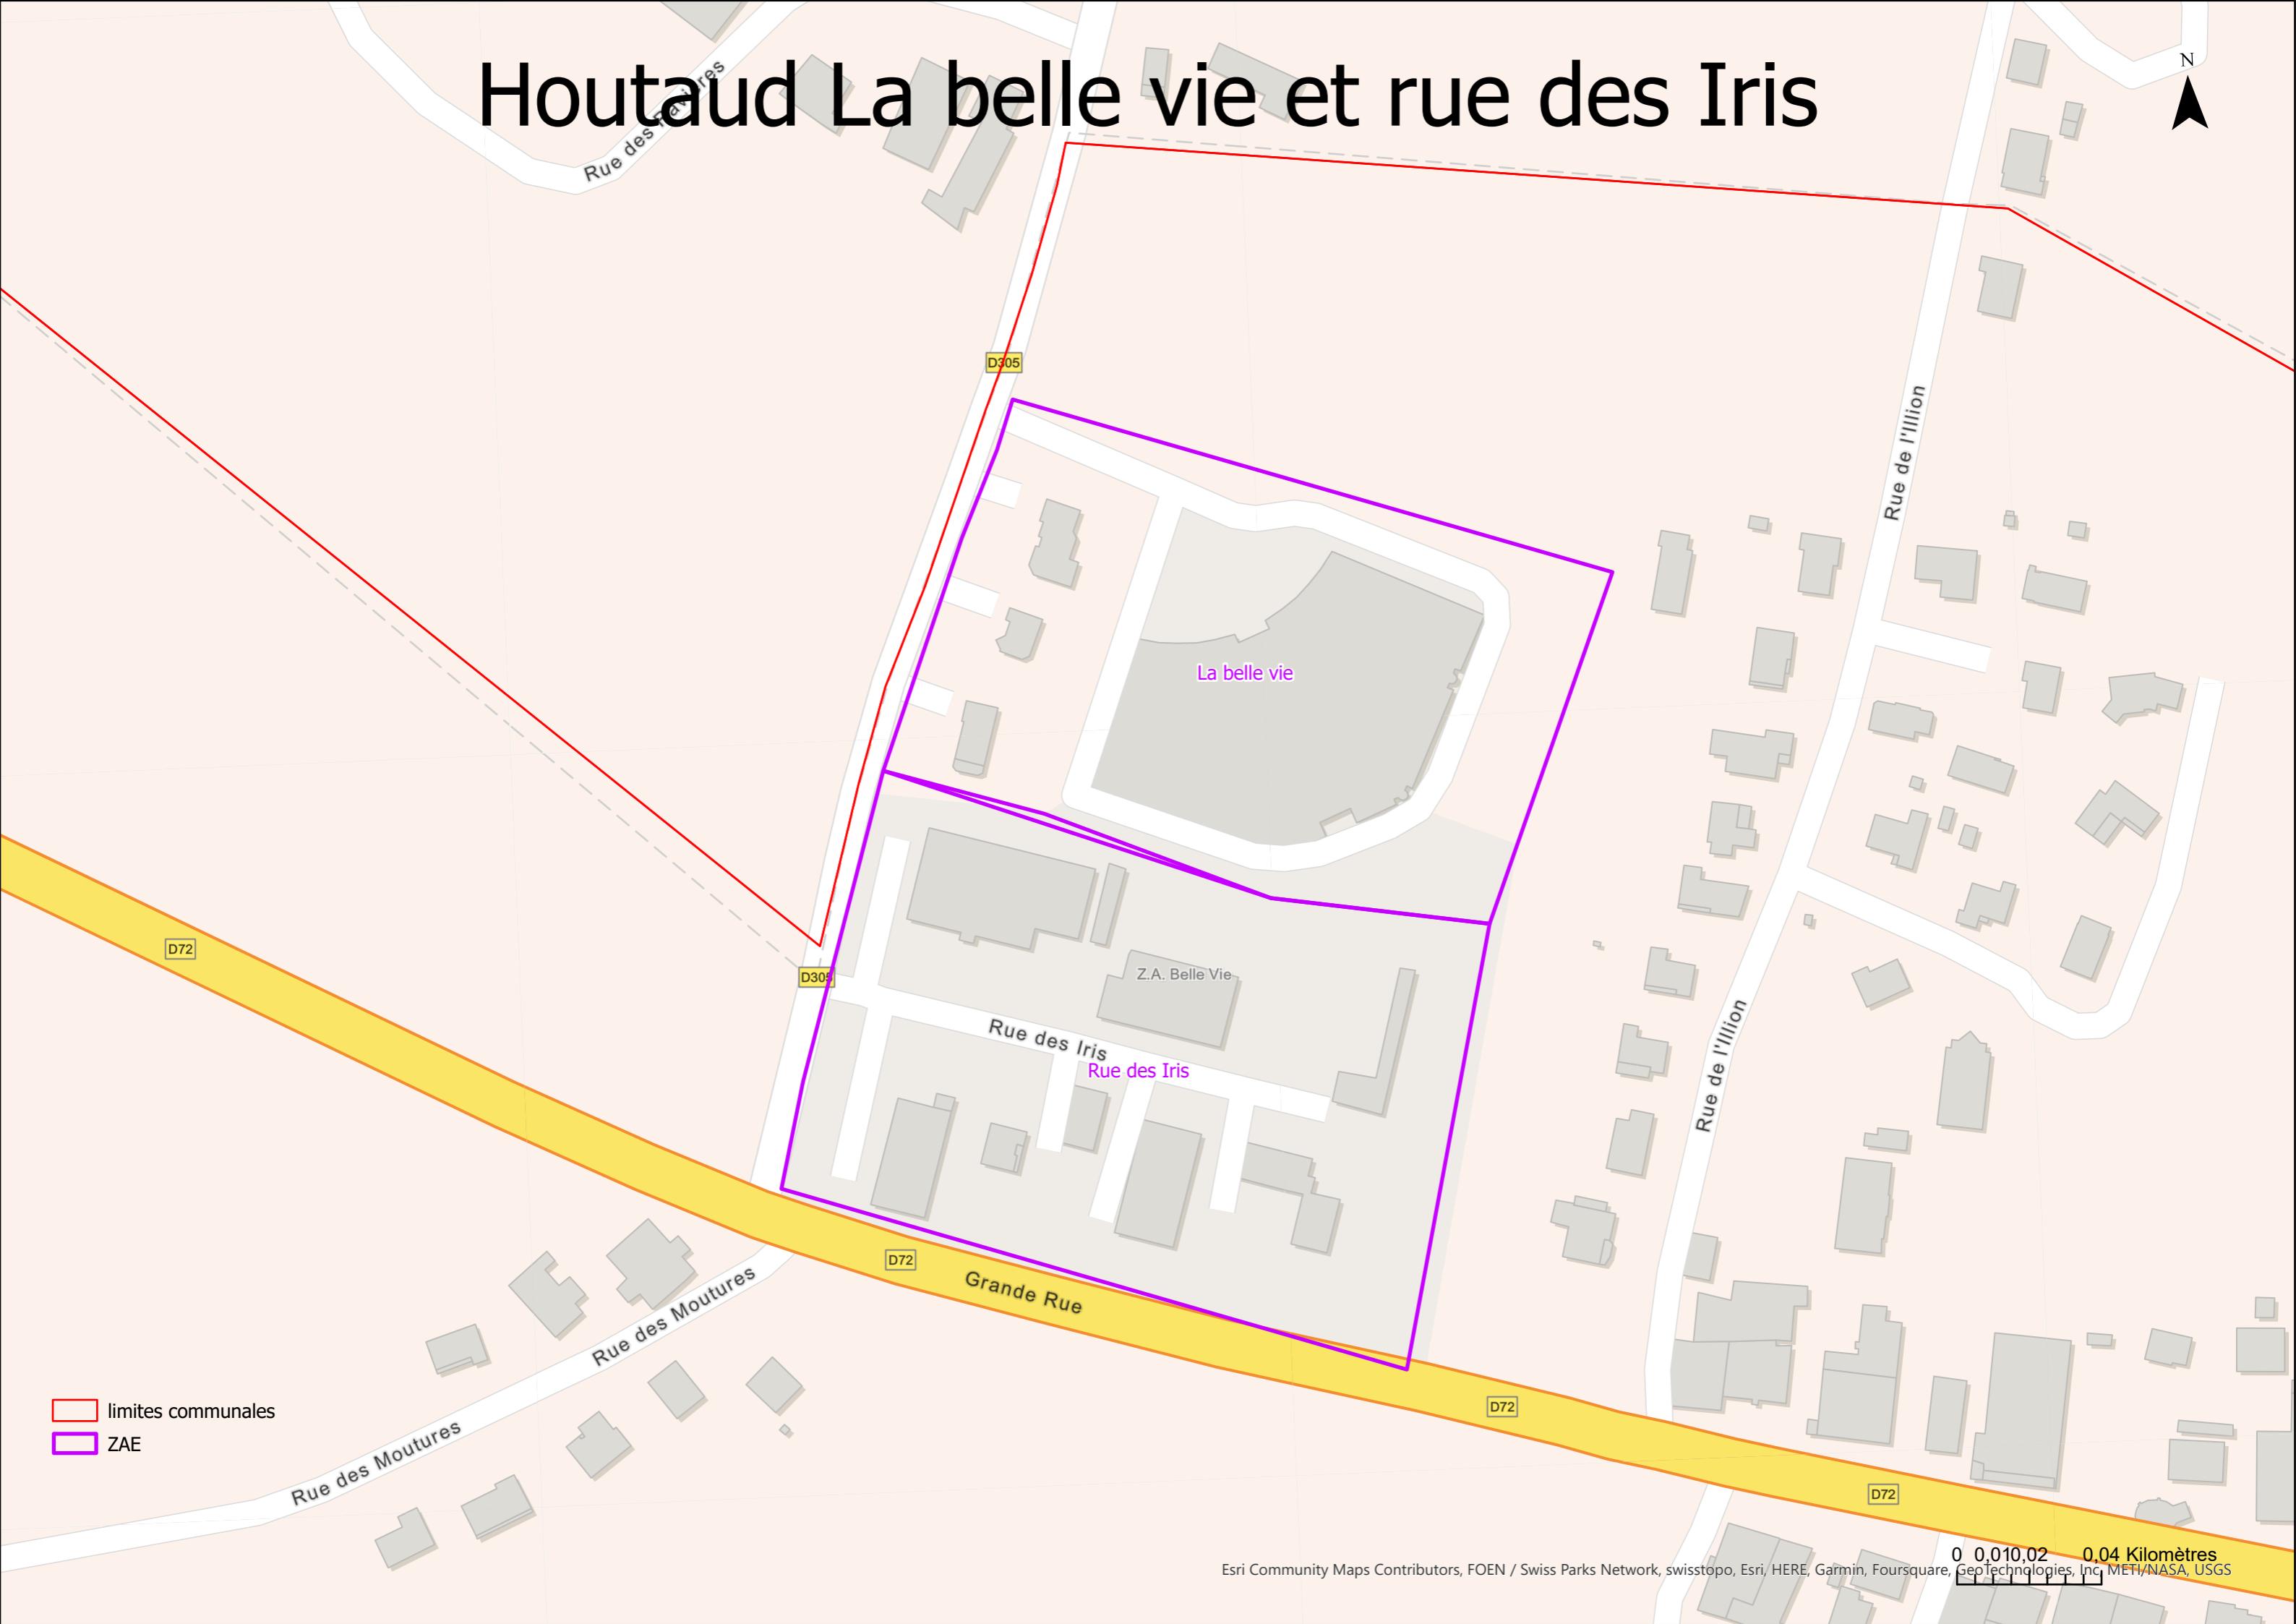 Houtaud La belle vie et rue des Iris
N
Rue des
D305
Rue de l'Illion
La belle vie
D72
D305
Z.A. Belle Vie
Rue des Iris
Rue des Iris
Rue de l'Illion
D72
Grande Rue
Rue des Moutures
D72
limites communales
ZAE
Rue des Moutures
D72
0 0,010,02 0,04 Kilomètres
Esri Community Maps Contributors, FOEN / Swiss Parks Network, swisstopo, Esri, HERE, Garmin, Foursquare, GeoTechnologies, Inc, METI/NASA, USGS